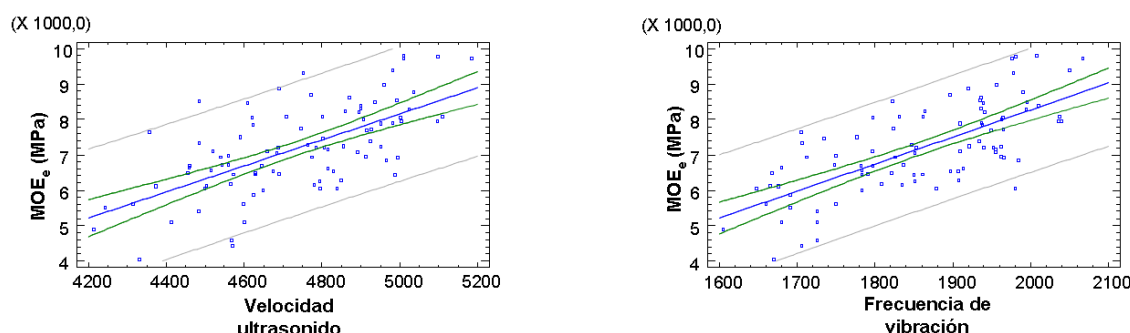 (X 1000,0)
MOEe (MPa)
10
9
8
7
6
5
4
4200 4400 4600 4800 5000 5200
Velocidad
ultrasonido
(X 1000,0)
MOEe (MPa)
10
9
8
7
6
5
4
1600 1700 1800 1900 2000 2100
Frecuencia de
vibración